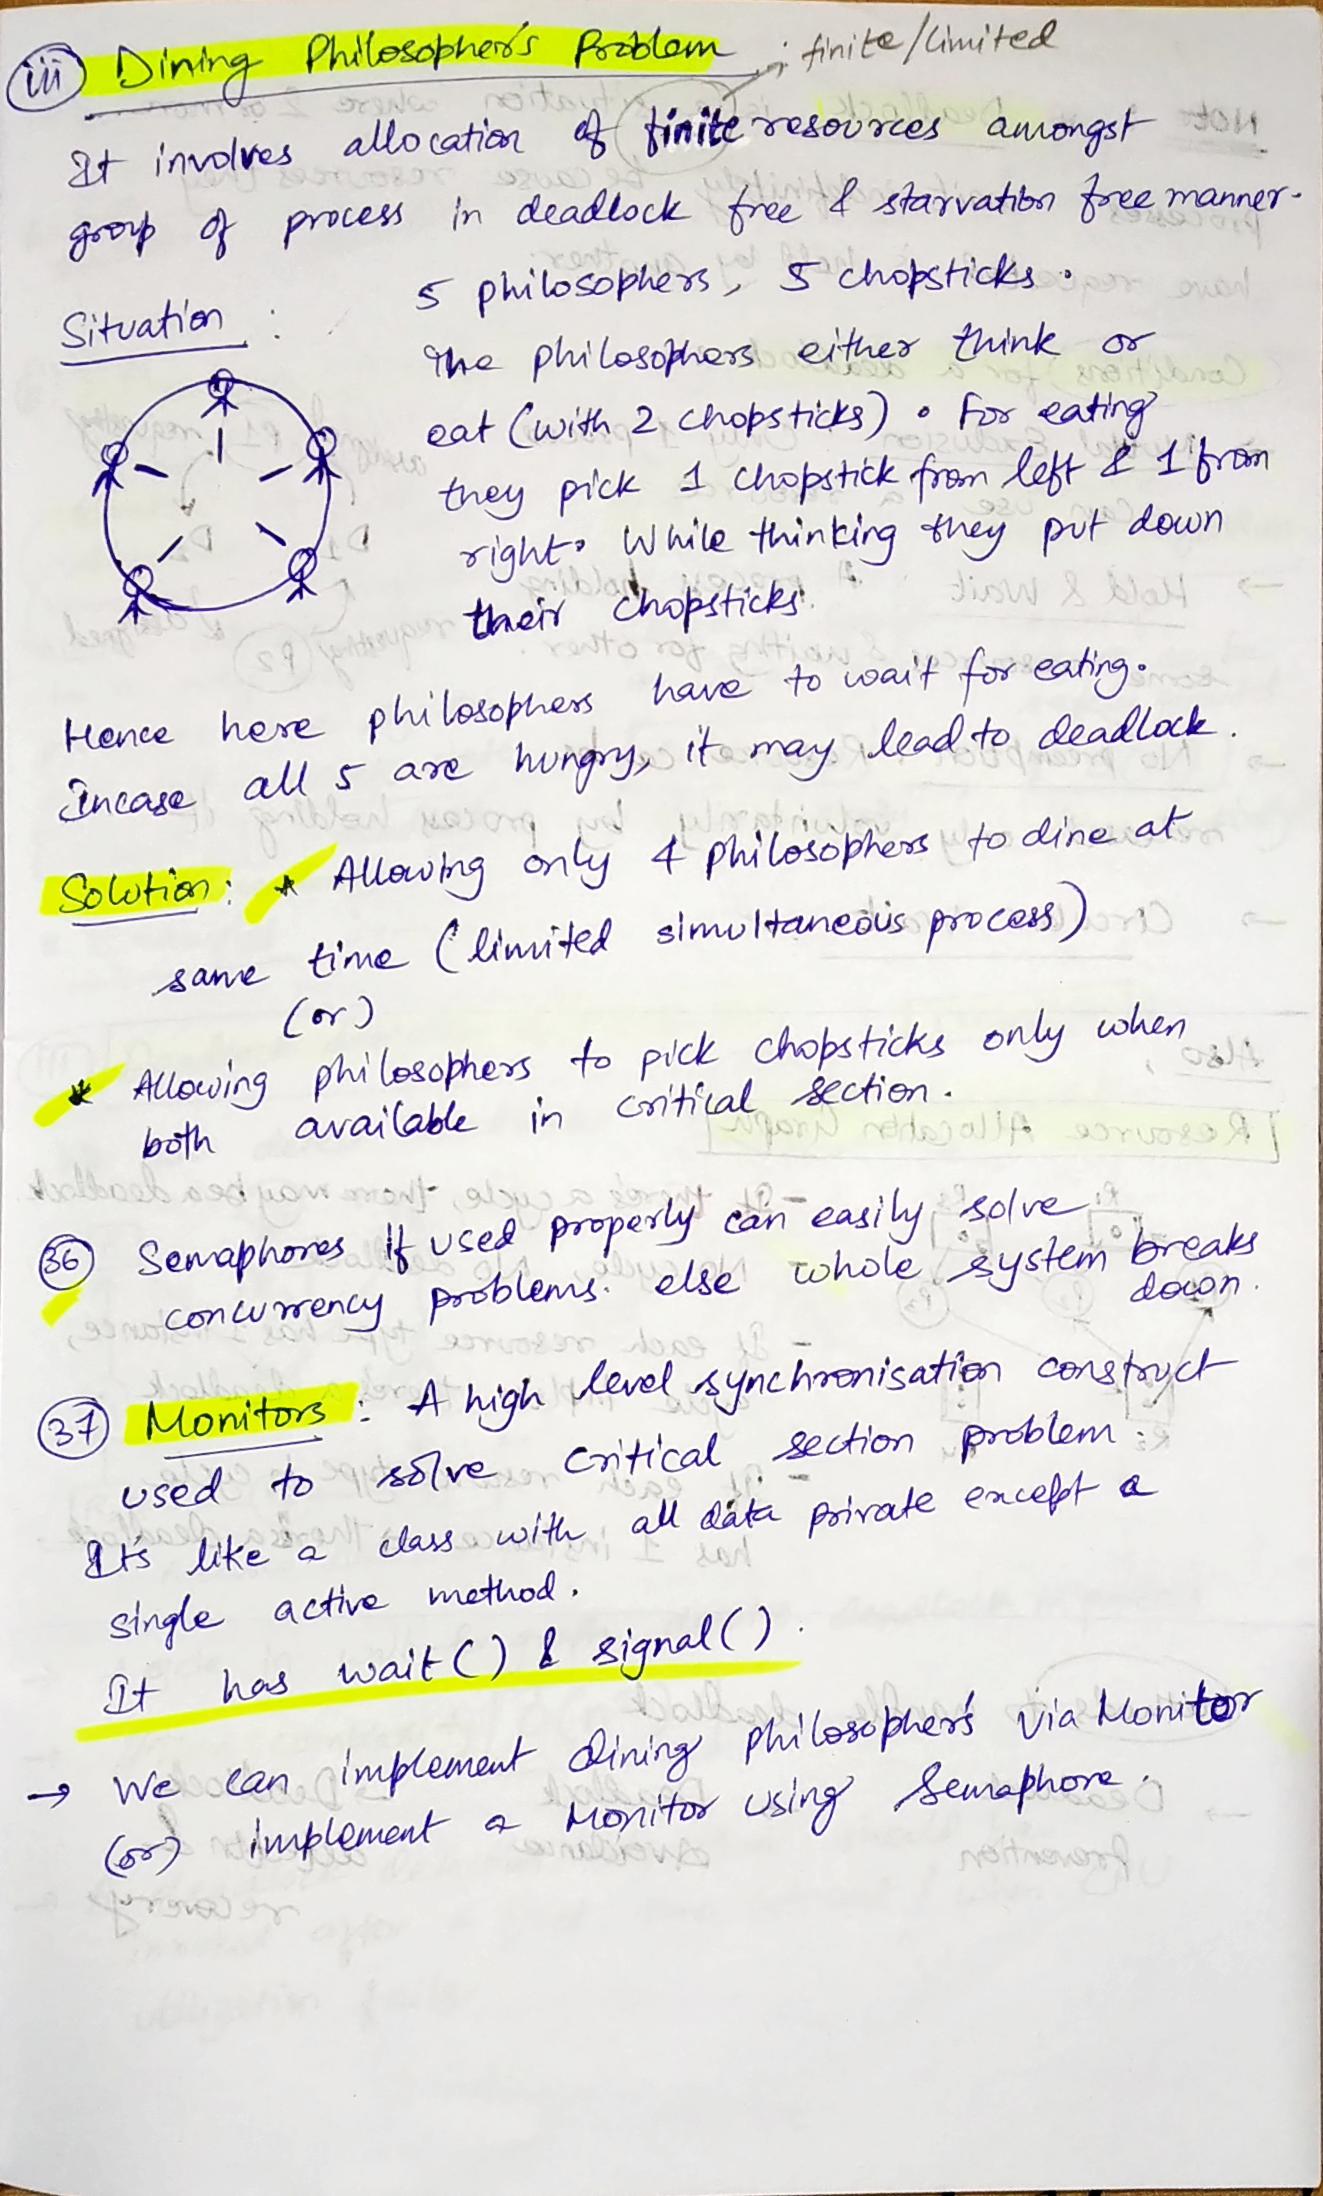 (iii) Dining Philosopher's Problem ; finite/limited
It involves allocation of finite resources amongst
group of process in deadlock free & starvation free manner.
Situation :
5 philosophers, 5 chopsticks.
The philosophers either think or
eat (with 2 chopsticks). For eating
they pick 1 chopstick from left & 1 from
right. While thinking they put down
their chopsticks.
Hence here philosophers have to wait for eating.
Incase all 5 are hungry, it may lead to deadlock.
Solution : * Allowing only 4 philosophers to dine at
same time (limited simultaneous process)
(or)
* Allowing philosophers to pick chopsticks only when
both available in critical section.
(36) Semaphores if used properly can easily solve
concurrency problems. else whole system breaks
down.
(37) Monitors : A high level synchronisation construct
used to solve critical section problem.
It's like a class with all data private except a
single active method.
It has wait() & signal().
→ We can implement dining philosopher's via Monitor
(or) implement a Monitor using Semaphore.